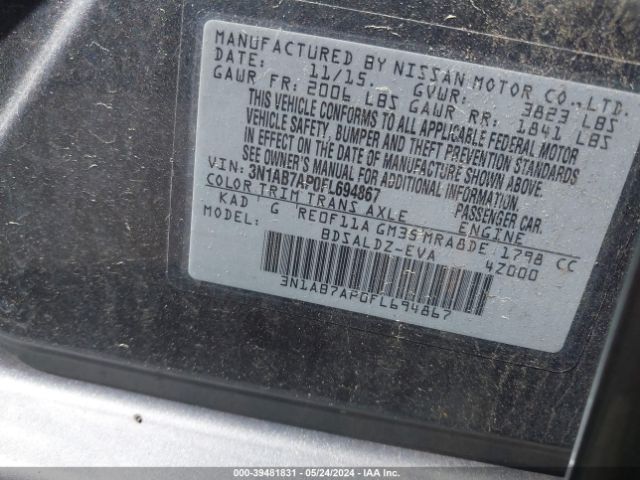 MANUFACTURED BY NISSAN MOTOR CO.,LTD.
DATE: 11/15. GVWR: 3823 LBS
GAWR FR: 2006 LBS GAWR RR: 1841 LBS
THIS VEHICLE CONFORMS TO ALL APPLICABLE FEDERAL MOTOR
VEHICLE SAFETY, BUMPER AND THEFT PREVENTION STANDARDS
IN EFFECT ON THE DATE OF MANUFACTURE SHOWN ABOVE.
SEE OWNER'S MANUAL FOR ADDITIONAL INFORMATION.
VIN: 3N1AB7AP0FL694867 PASSENGER CAR.
COLOR TRIM TRANS AXLE ENGINE
KAD ' G 'RE0F11A GM35'MRA8DE 1798 CC
MODEL: BDSALDZ-EVA 4Z000
3N1AB7AP0FL694867
000-39481831 - 05/24/2024 - IAA Inc.